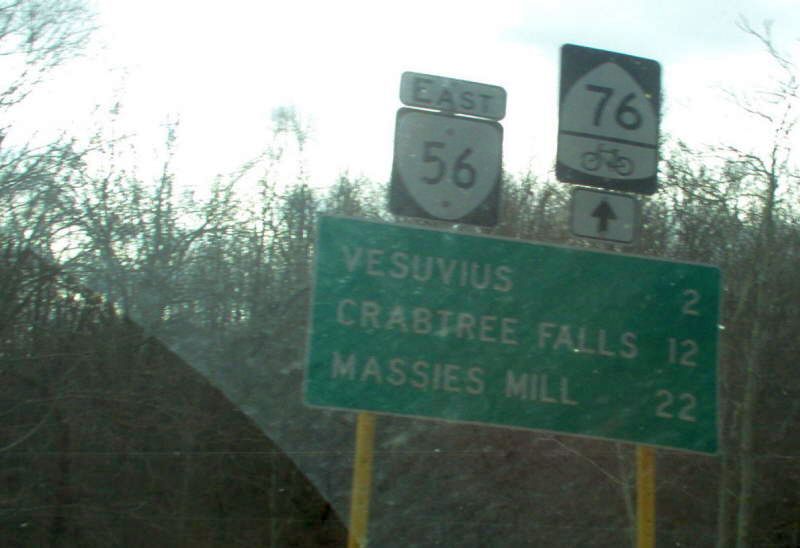 EAST
56
76
VESUVIUS 2
CRABTREE FALLS 12
MASSIES MILL 22